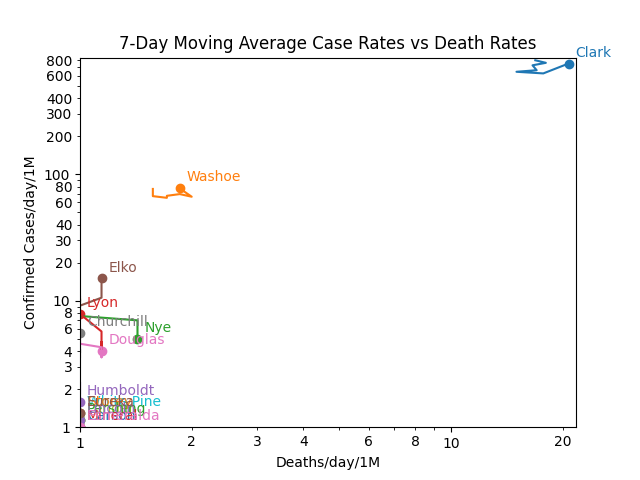 7-Day Moving Average Case Rates vs Death Rates
Clark
800
600
400
300
200
Washoe
100
80
60
40
30
Elko
20
Lyon
10
8
Nye
6
Douglas
4
3
Humboldt
2
Pine
1
1
2
3
4
6
8
10
20
Confirmed Cases/day/1M
Deaths/day/1M